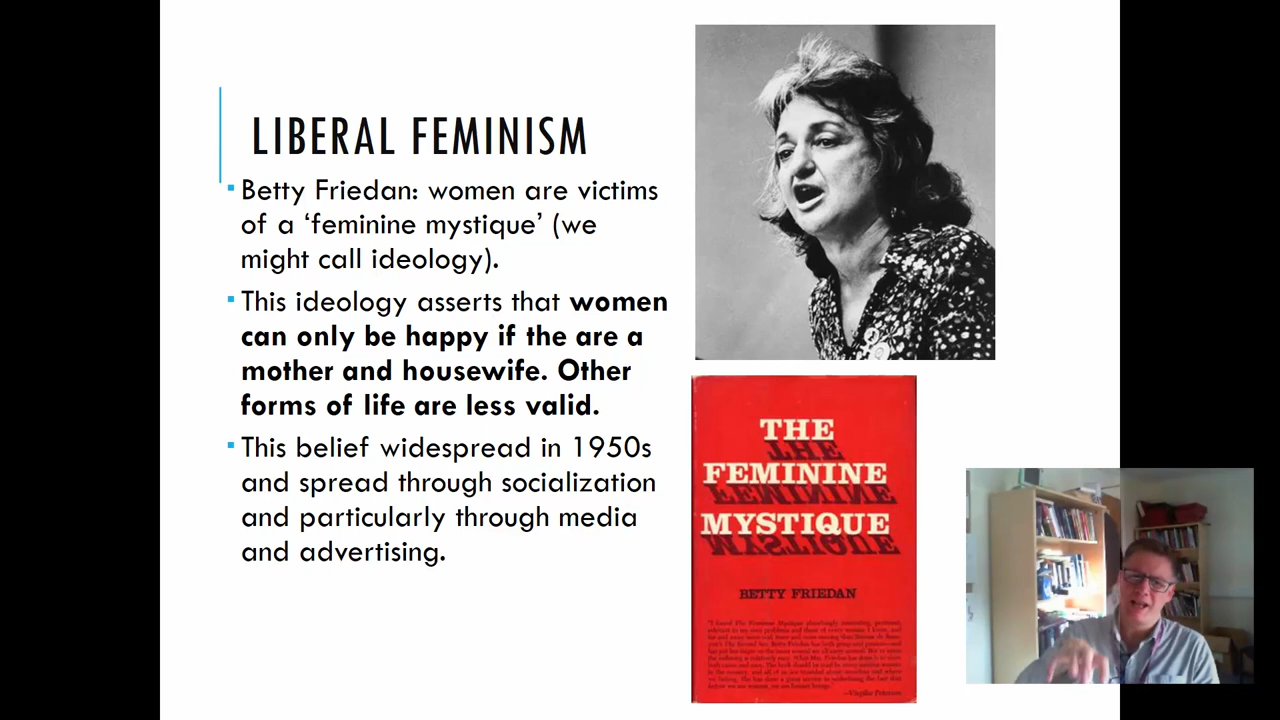 LIBERAL FEMINISM
Betty Friedan: women are victims
of a ‘feminine mystique’ (we
might call ideology).
This ideology asserts that women
can only be happy if the are a
mother and housewife. Other
forms of life are less valid.
This belief widespread in 1950s
and spread through socialization
and particularly through media
and advertising.
THE
FEMININE
MYSTIQUE
BETTY FRIEDAN